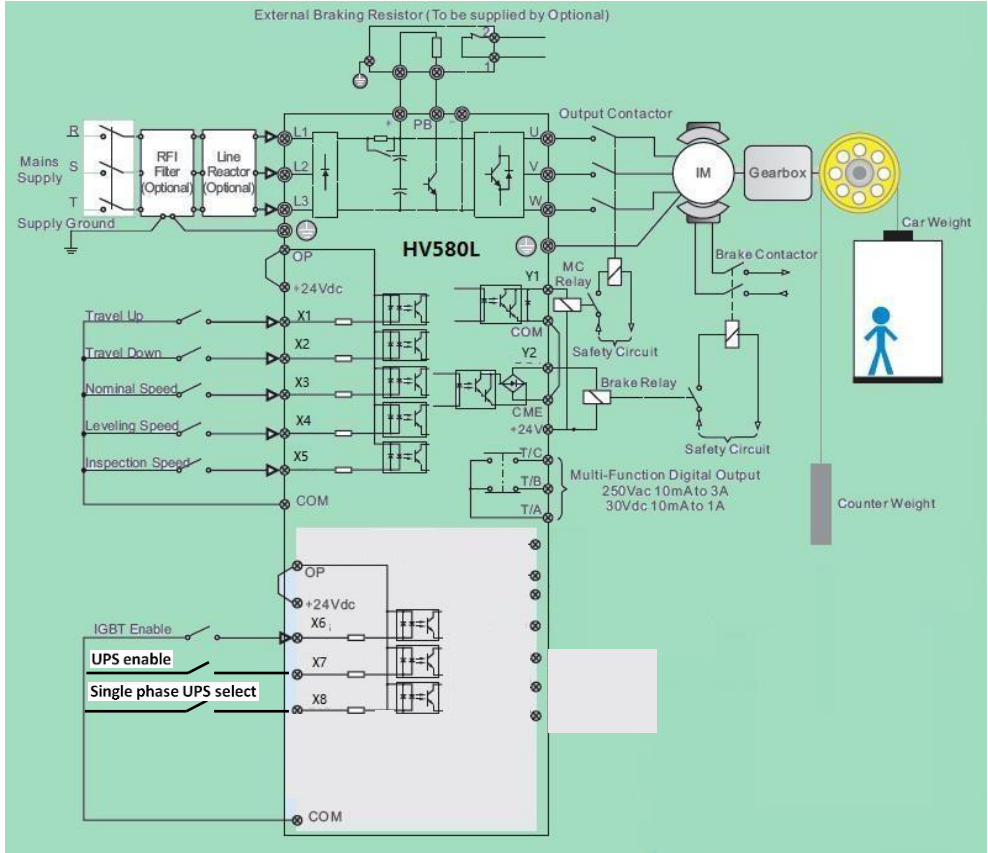 External Braking Resistor (To be supplied by Optional)
2
1
+ PB -
Output Contactor
R
S
T
Mains
Supply
RFI
Filter
(Optional)
Line
Reactor
(Optional)
L1
L2
L3
U
V
W
IM
Gearbox
Supply Ground
HV580L
Car Weight
OP
+24Vdc
Y1
MC
Relay
Brake Contactor
Travel Up
X1
COM
Safety Circuit
Travel Down
X2
Y2
Nominal Speed
X3
Brake Relay
CME
Leveling Speed
X4
+24V
Safety Circuit
Inspection Speed
X5
T/C
T/B
T/A
Multi-Function Digital Output
250Vac 10mA to 3A
30Vdc 10mA to 1A
COM
Counter Weight
OP
+24Vdc
IGBT Enable
X6
UPS enable
X7
Single phase UPS select
X8
COM